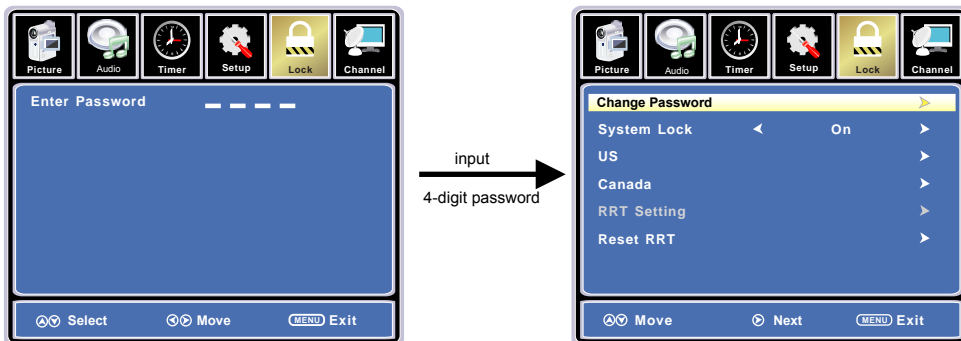 Picture Audio Timer Setup Lock Channel
Enter Password _ _ _ _
Select Move MENU Exit
input
4-digit password
Picture Audio Timer Setup Lock Channel
Change Password
System Lock On
US
Canada
RRT Setting
Reset RRT
Move Next MENU Exit